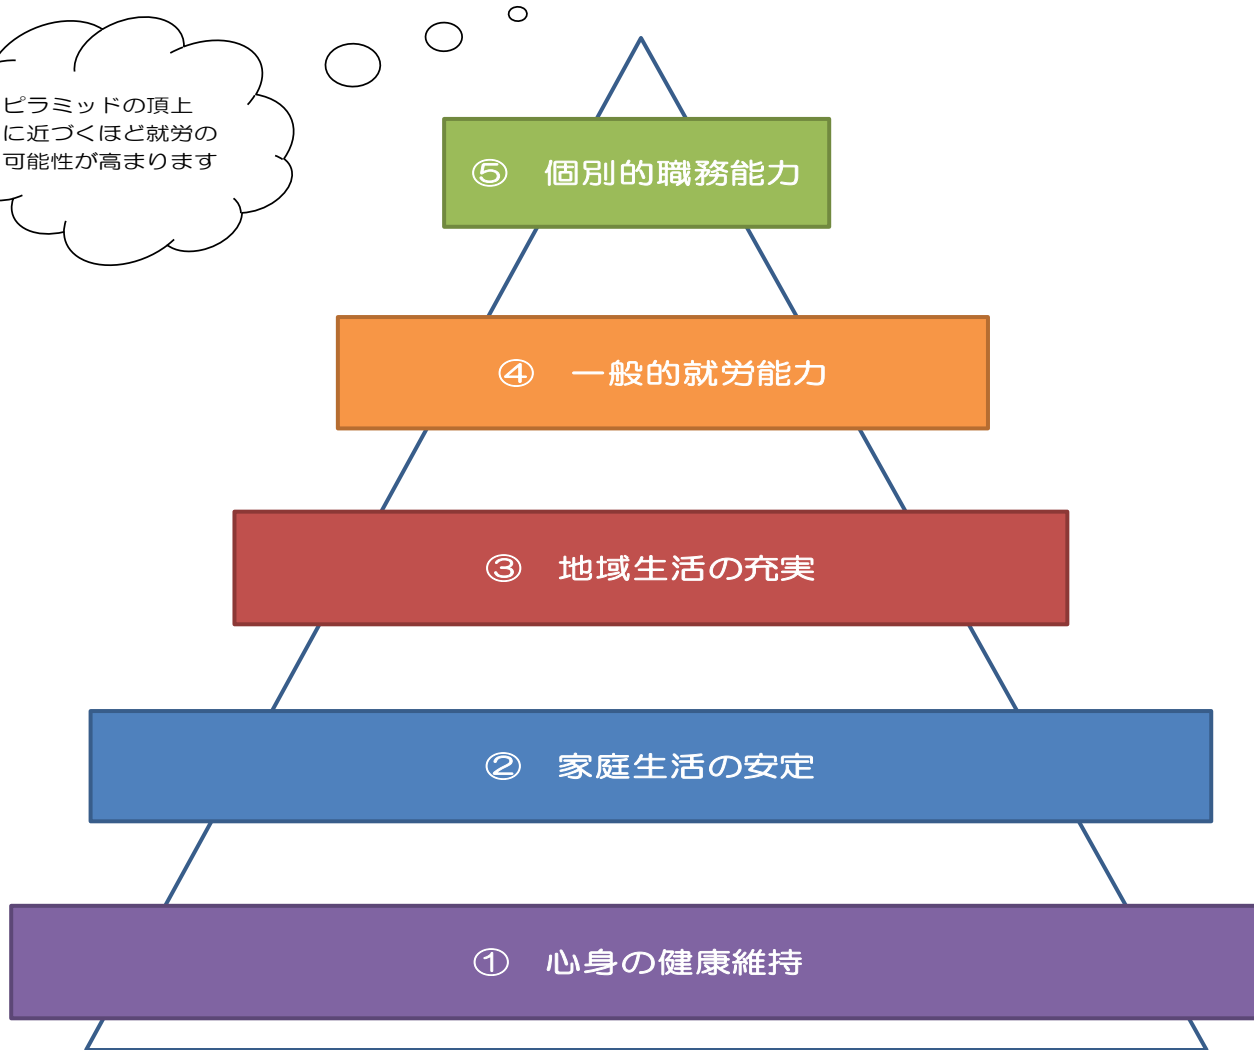 ピラミッドの頂上
に近づくほど就労の
可能性が高まります
⑤　個別的職務能力
④　一般的就労能力
③　地域生活の充実
②　家庭生活の安定
①　心身の健康維持